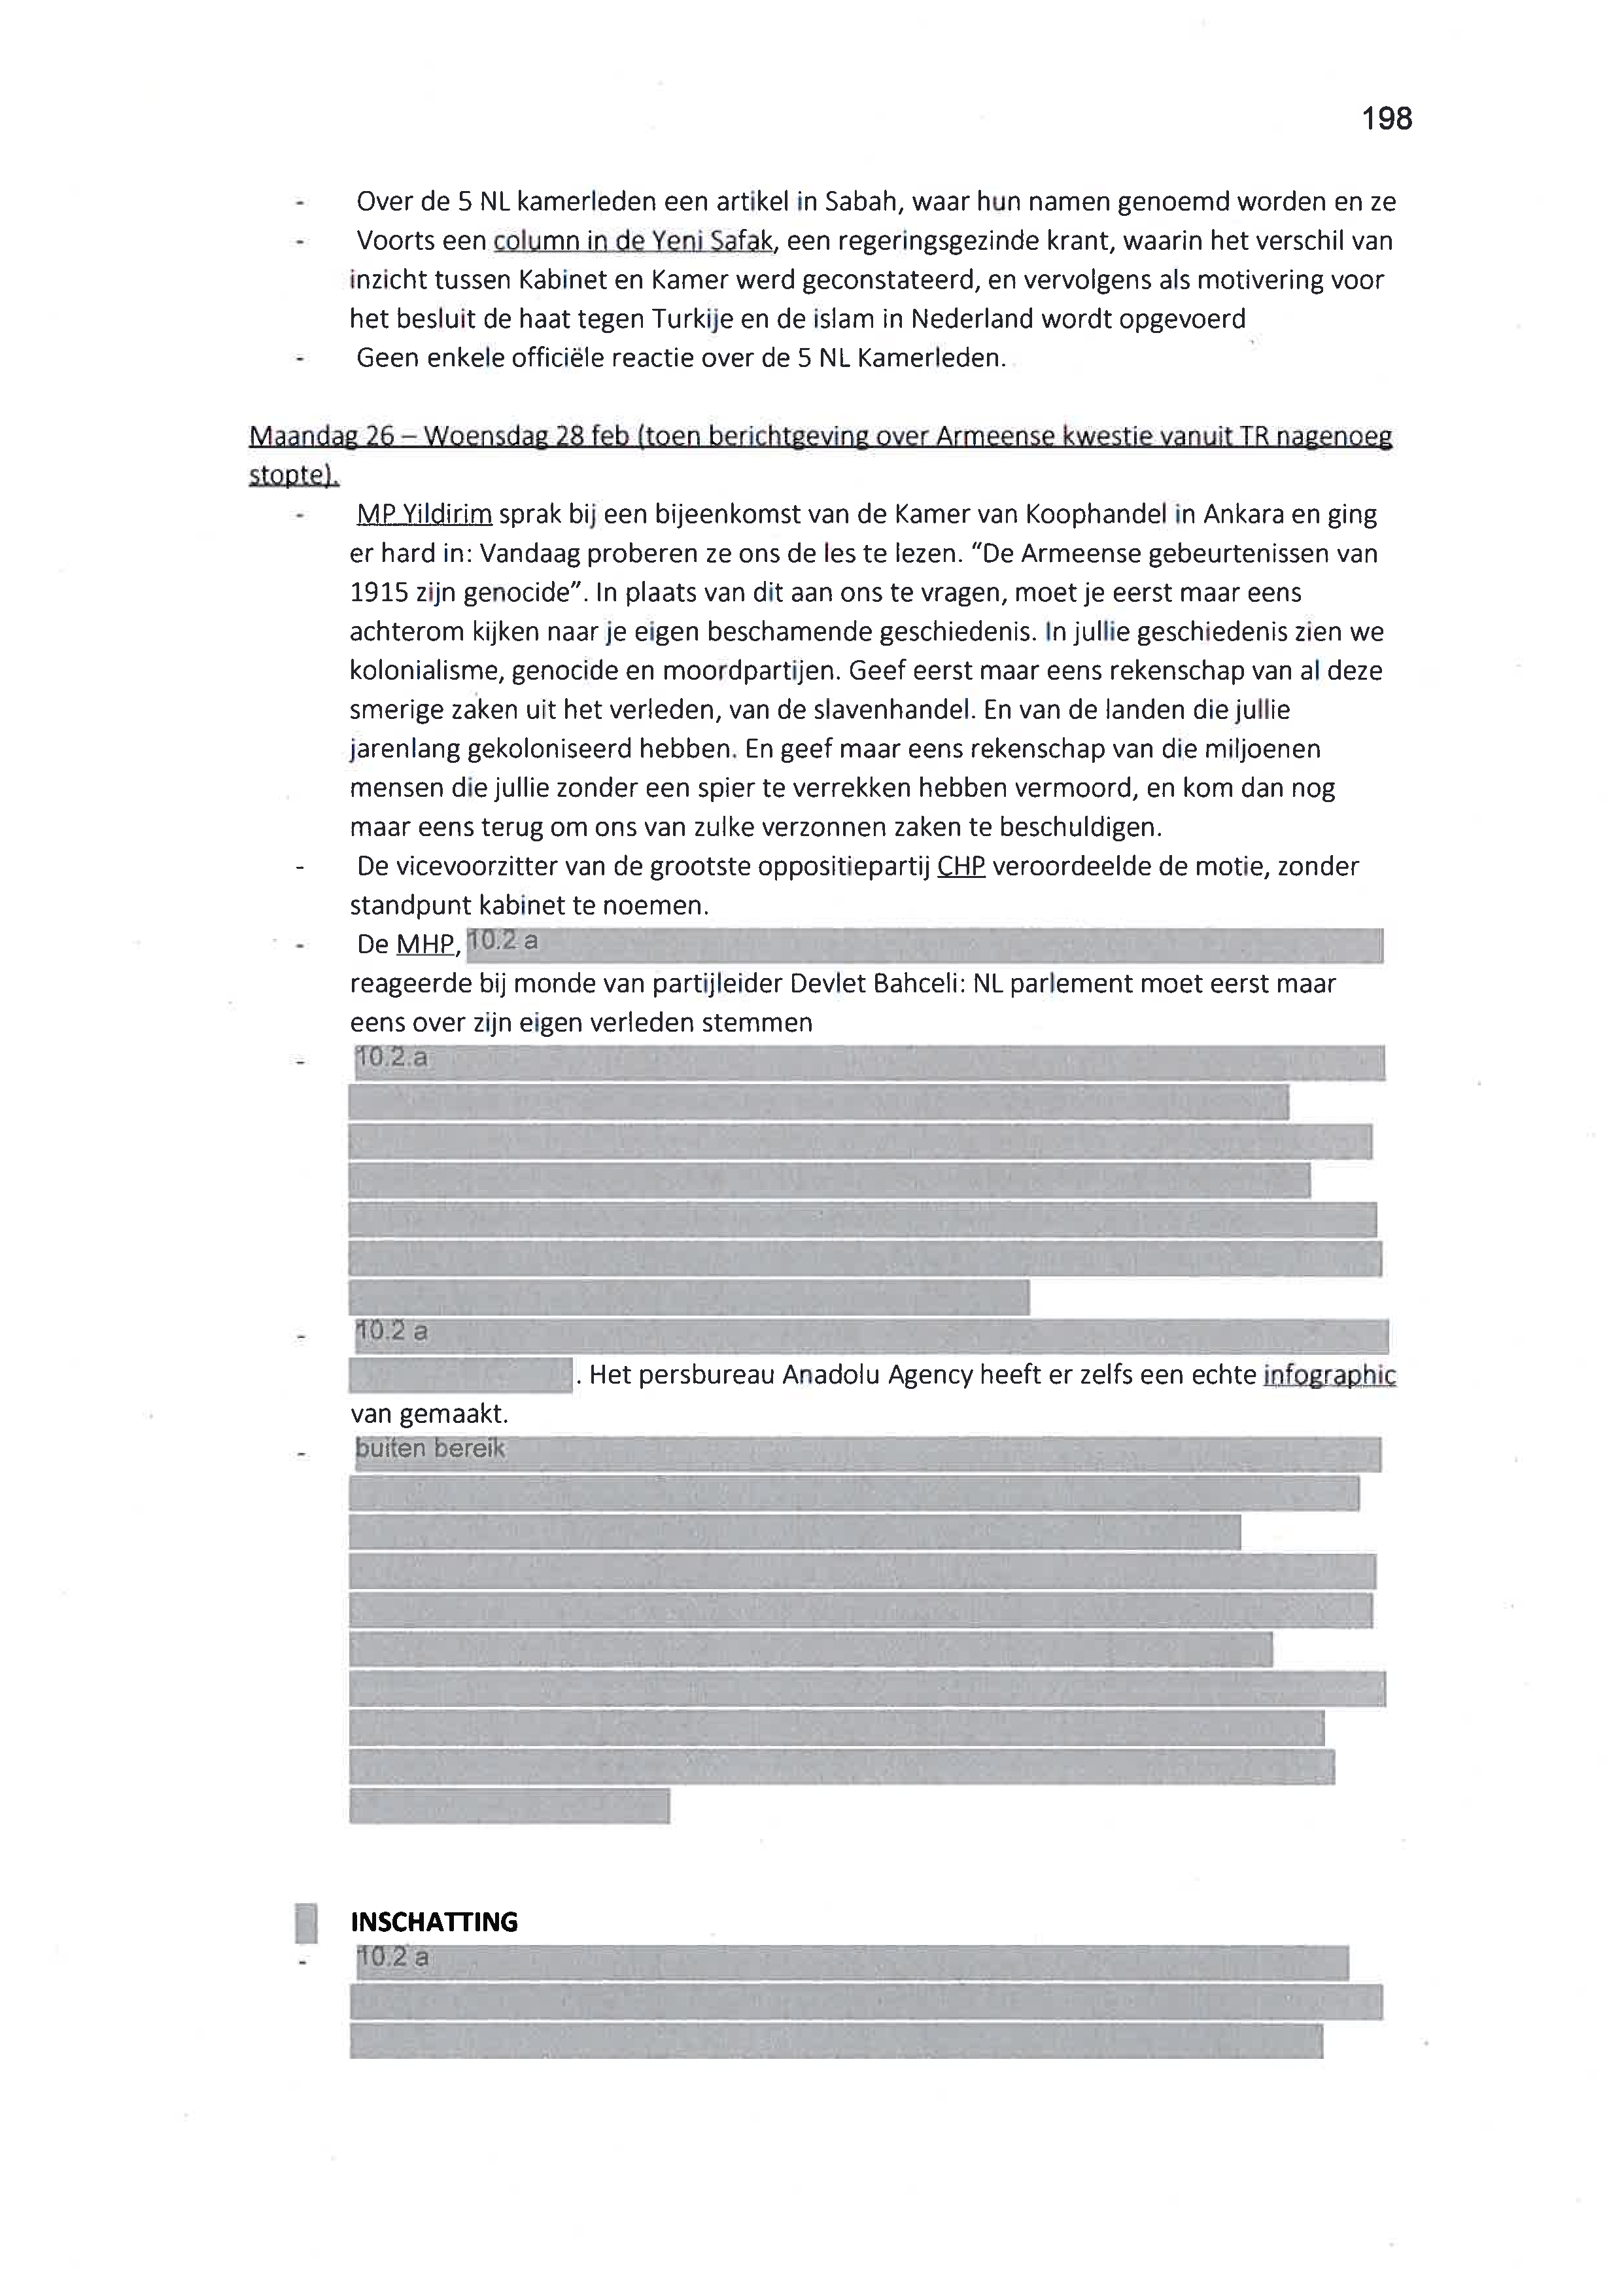 198
- Over de 5 NL kamerleden een artikel in Sabah, waar hun namen genoemd worden en ze
- Voorts een column in de Yeni Safak, een regeringsgezinde krant, waarin het verschil van
inzicht tussen Kabinet en Kamer werd geconstateerd, en vervolgens als motivering voor
het besluit de haat tegen Turkije en de islam in Nederland wordt opgevoerd
- Geen enkele officiële reactie over de 5 NL Kamerleden.
Maandag 26 – Woensdag 28 feb (toen berichtgeving over Armeense kwestie vanuit TR nagenoeg
stopte).
- MP Yildirim sprak bij een bijeenkomst van de Kamer van Koophandel in Ankara en ging
er hard in: Vandaag proberen ze ons de les te lezen. "De Armeense gebeurtenissen van
1915 zijn genocide". In plaats van dit aan ons te vragen, moet je eerst maar eens
achterom kijken naar je eigen beschamende geschiedenis. In jullie geschiedenis zien we
kolonialisme, genocide en moordpartijen. Geef eerst maar eens rekenschap van al deze
smerige zaken uit het verleden, van de slavenhandel. En van de landen die jullie
jarenlang gekoloniseerd hebben. En geef maar eens rekenschap van die miljoenen
mensen die jullie zonder een spier te verrekken hebben vermoord, en kom dan nog
maar eens terug om ons van zulke verzonnen zaken te beschuldigen.
- De vicevoorzitter van de grootste oppositiepartij CHP veroordeelde de motie, zonder
standpunt kabinet te noemen.
- De MHP, 10.2 a
reageerde bij monde van partijleider Devlet Bahceli: NL parlement moet eerst maar
eens over zijn eigen verleden stemmen
- 10.2.a
- 10.2 a
. Het persbureau Anadolu Agency heeft er zelfs een echte infographic
van gemaakt.
- buiten bereik
INSCHATTING
- 10.2 a